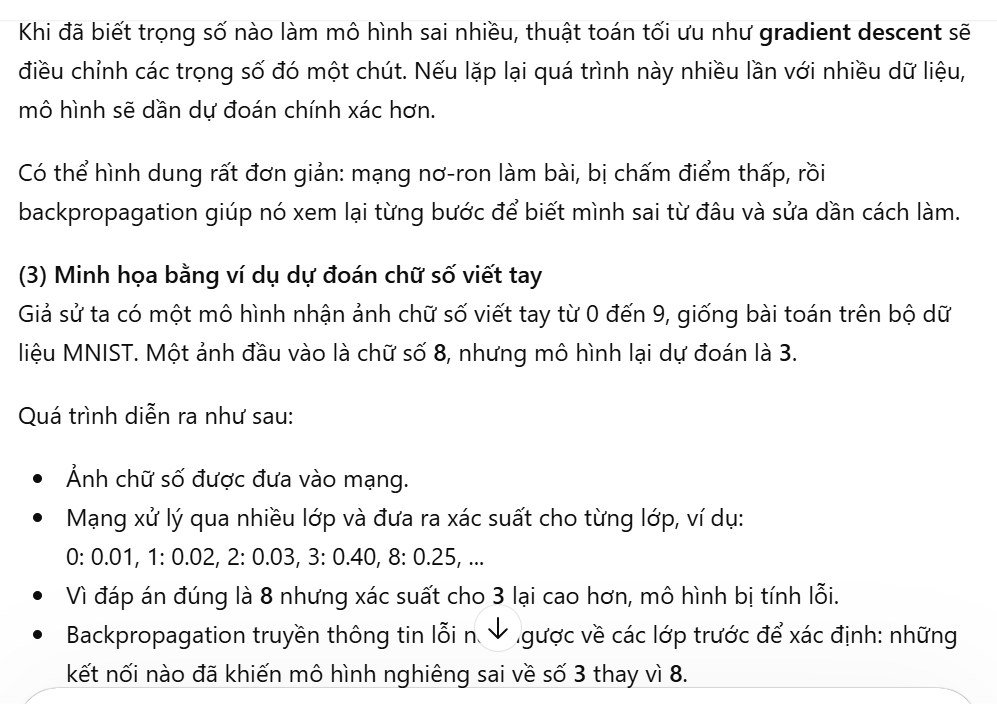 Khi đã biết trọng số nào làm mô hình sai nhiều, thuật toán tối ưu như gradient descent sẽ
điều chỉnh các trọng số đó một chút. Nếu lặp lại quá trình này nhiều lần với nhiều dữ liệu,
mô hình sẽ dần dự đoán chính xác hơn.
Có thể hình dung rất đơn giản: mạng nơ-ron làm bài, bị chấm điểm thấp, rồi
backpropagation giúp nó xem lại từng bước để biết mình sai từ đâu và sửa dần cách làm.
(3) Minh họa bằng ví dụ dự đoán chữ số viết tay
Giả sử ta có một mô hình nhận ảnh chữ số viết tay từ 0 đến 9, giống bài toán trên bộ dữ
liệu MNIST. Một ảnh đầu vào là chữ số 8, nhưng mô hình lại dự đoán là 3.
Quá trình diễn ra như sau:
• Ảnh chữ số được đưa vào mạng.
• Mạng xử lý qua nhiều lớp và đưa ra xác suất cho từng lớp, ví dụ:
0: 0.01, 1: 0.02, 2: 0.03, 3: 0.40, 8: 0.25, ...
• Vì đáp án đúng là 8 nhưng xác suất cho 3 lại cao hơn, mô hình bị tính lỗi.
• Backpropagation truyền thông tin lỗi về các lớp trước để xác định: những
kết nối nào đã khiến mô hình nghiêng sai về số 3 thay vì 8.